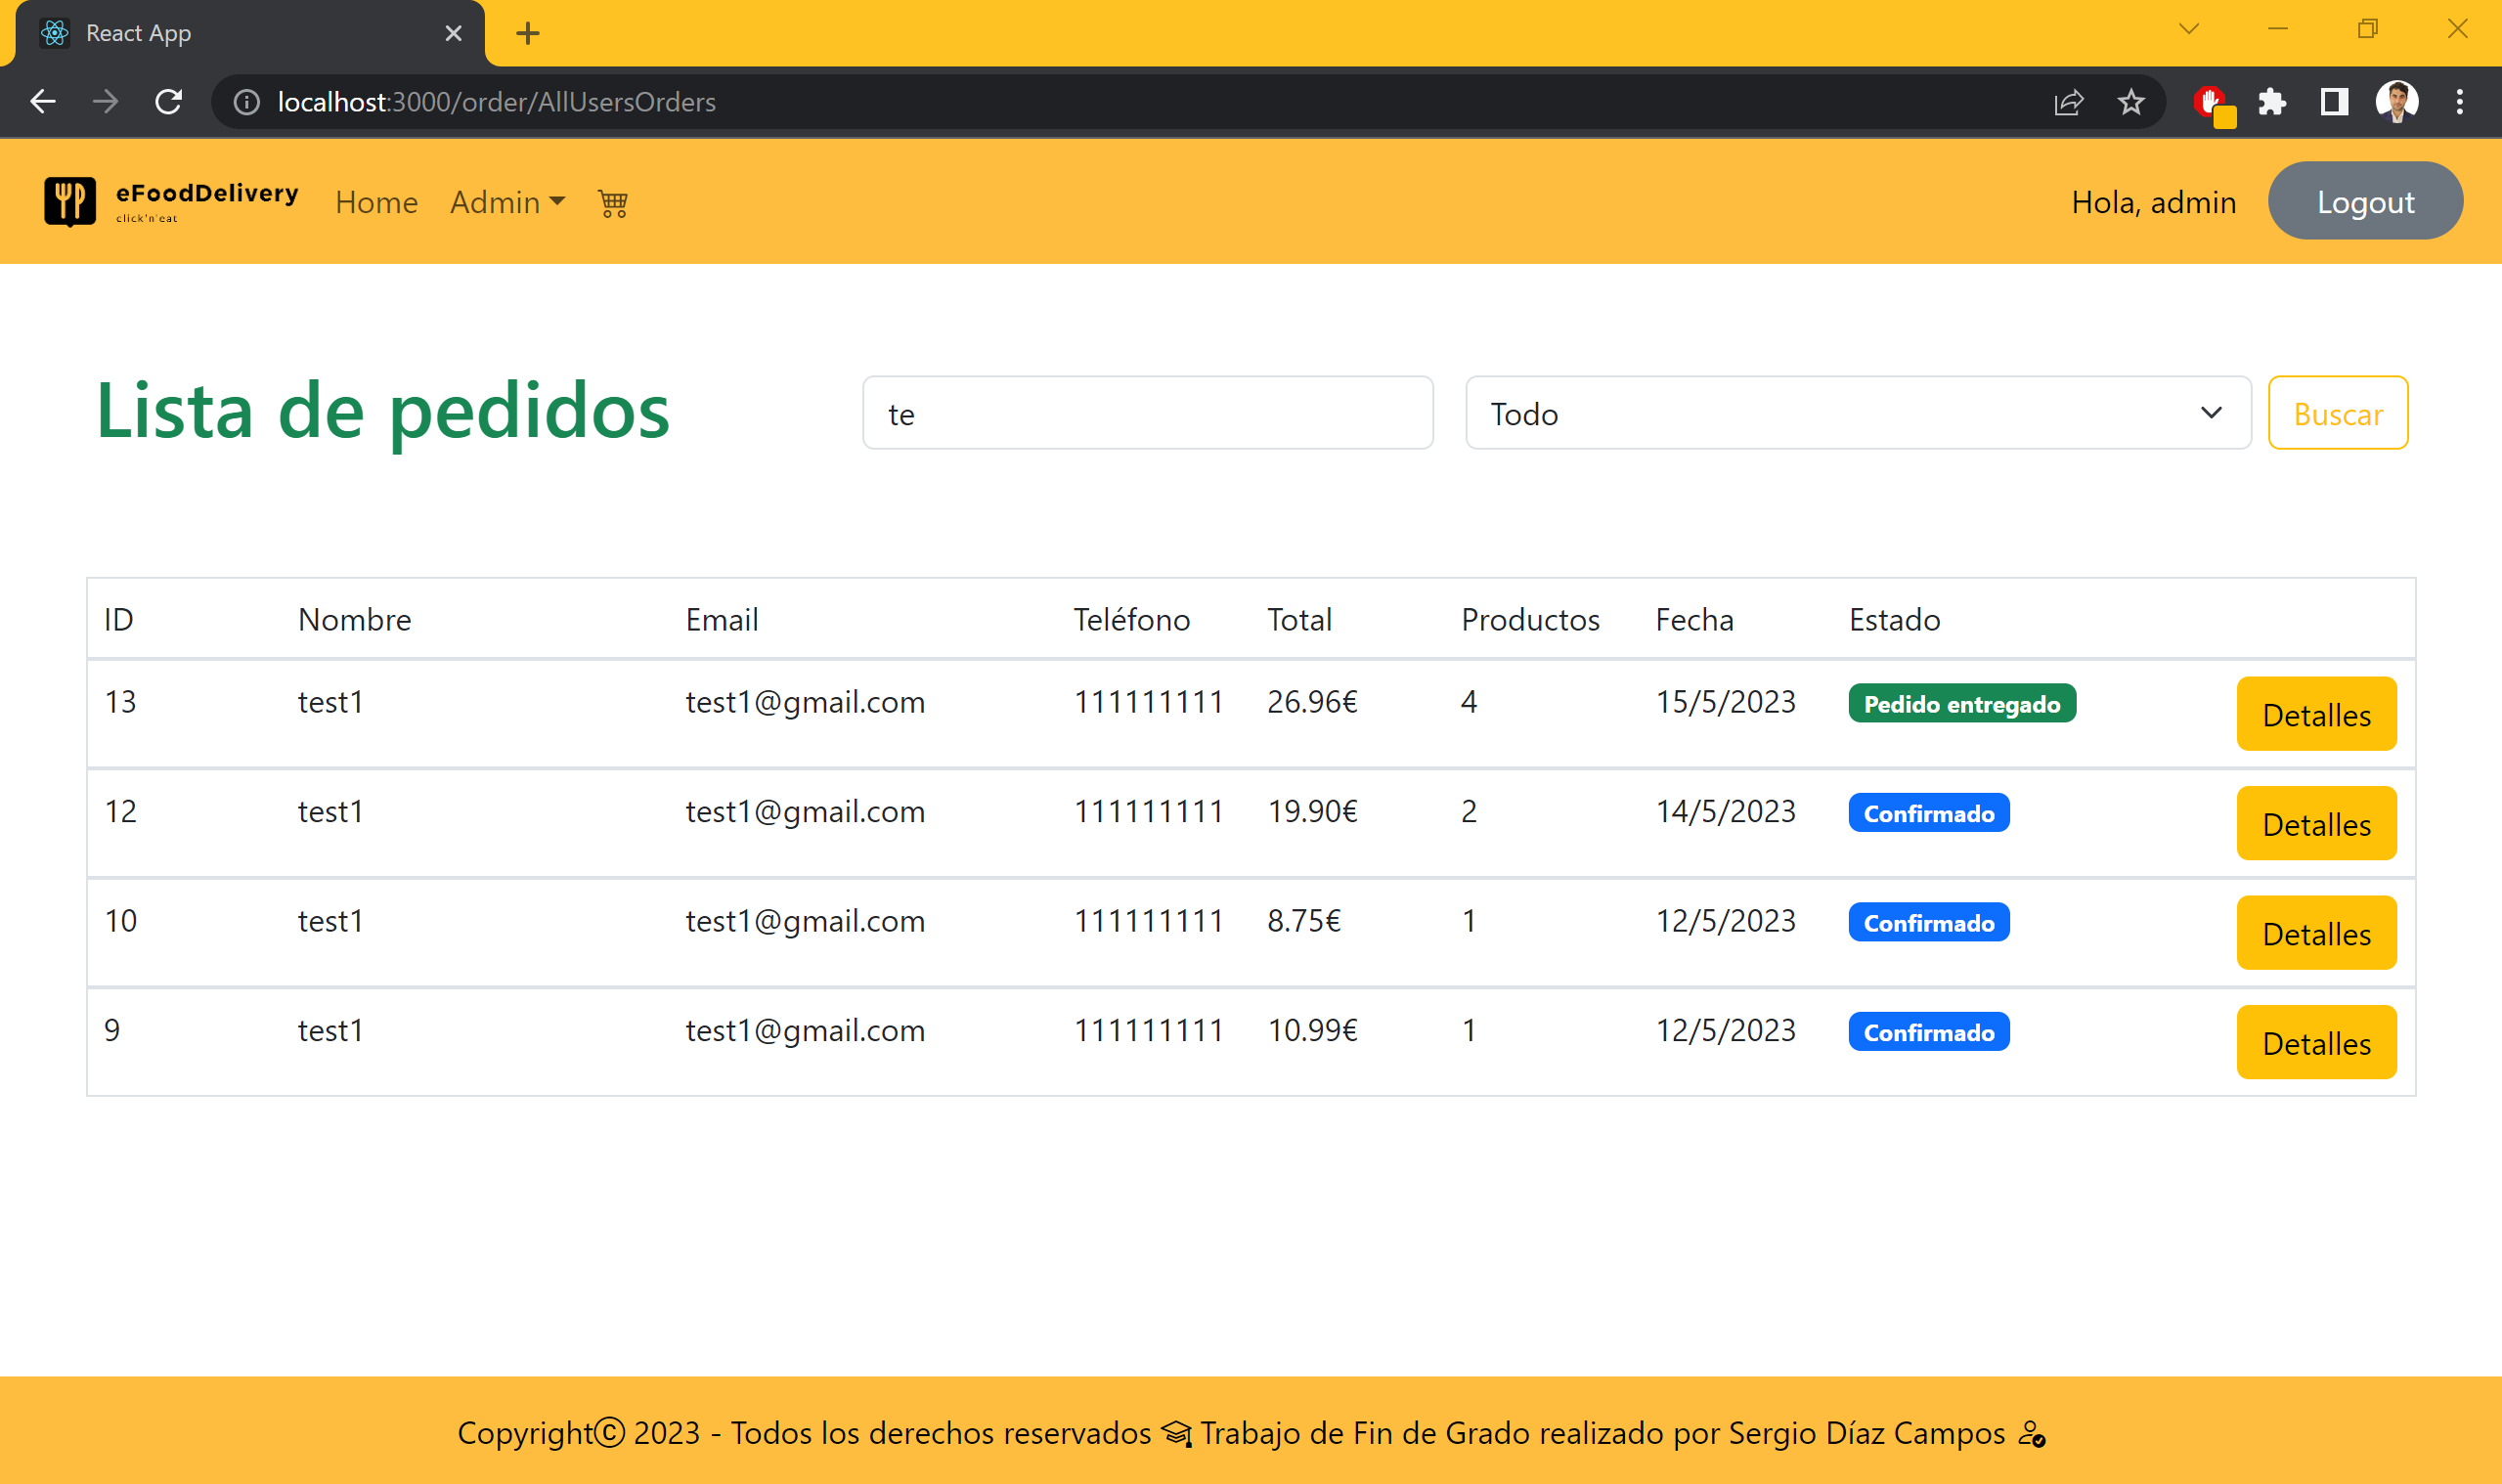 React App
localhost:3000/order/AllUsersOrders
eFoodDelivery
click'n'eat
Home Admin
Hola, admin Logout
Lista de pedidos te Todo Buscar
ID Nombre Email Teléfono Total Productos Fecha Estado
13 test1 test1@gmail.com 111111111 26.96€ 4 15/5/2023 Pedido entregado Detalles
12 test1 test1@gmail.com 111111111 19.90€ 2 14/5/2023 Confirmado Detalles
10 test1 test1@gmail.com 111111111 8.75€ 1 12/5/2023 Confirmado Detalles
9 test1 test1@gmail.com 111111111 10.99€ 1 12/5/2023 Confirmado Detalles
Copyright© 2023 - Todos los derechos reservados Trabajo de Fin de Grado realizado por Sergio Díaz Campos